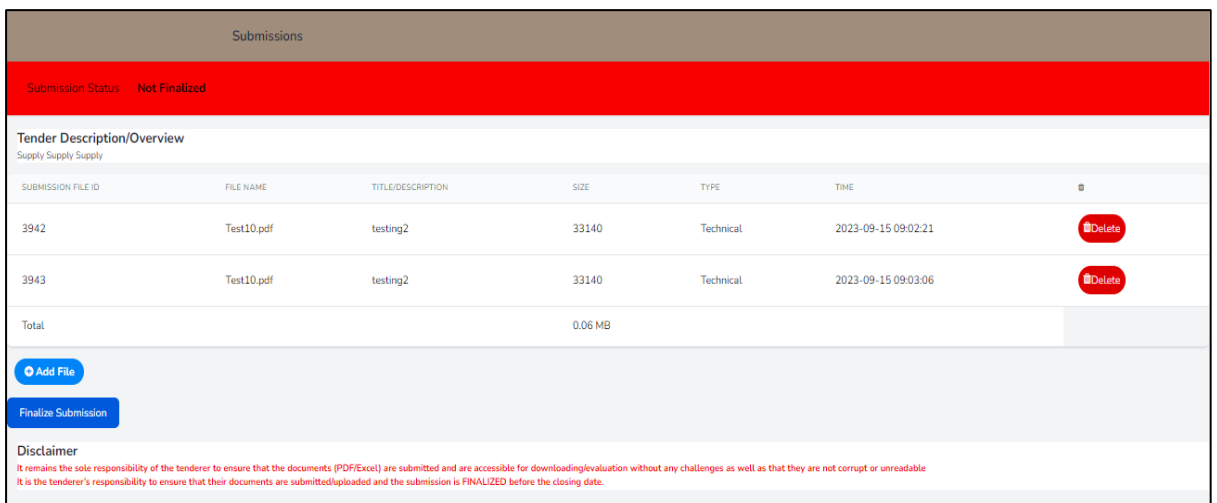 Submissions
Submission Status Not Finalized
Tender Description/Overview
Supply Supply Supply
SUBMISSION FILE ID FILE NAME TITLE/DESCRIPTION SIZE TYPE TIME
3942 Test10.pdf testing2 33140 Technical 2023-09-15 09:02:21 Delete
3943 Test10.pdf testing2 33140 Technical 2023-09-15 09:03:06 Delete
Total 0.06 MB
Add File
Finalize Submission
Disclaimer
It remains the sole responsibility of the tenderer to ensure that the documents (PDF/Excel) are submitted and are accessible for downloading/evaluation without any challenges as well as that they are not corrupt or unreadable
It is the tenderer's responsibility to ensure that their documents are submitted/uploaded and the submission is FINALIZED before the closing date.